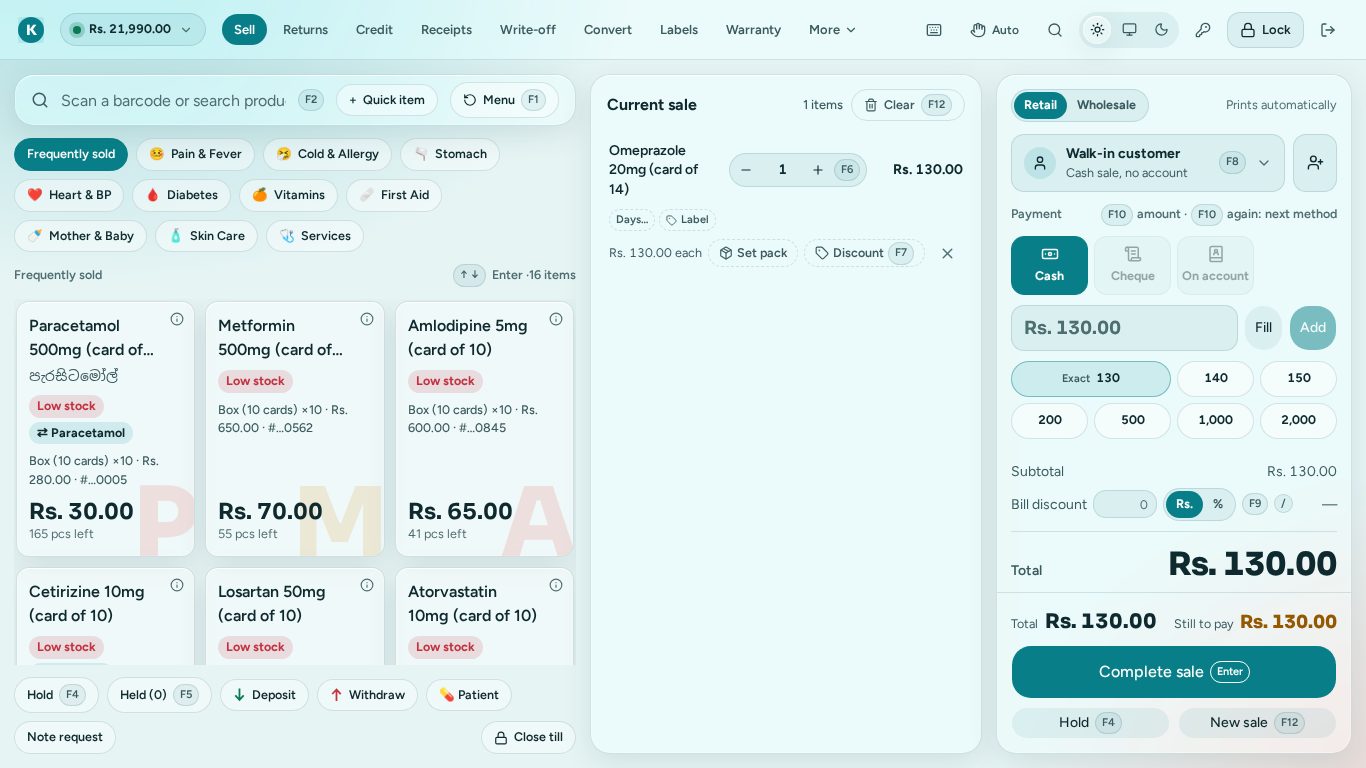 K
Rs. 21,990.00
Sell
Returns
Credit
Receipts
Write-off
Convert
Labels
Warranty
More
Auto
Lock
Scan a barcode or search produ
F2
+ Quick item
Menu F1
Frequently sold
🤒 Pain & Fever
🤧 Cold & Allergy
🫗 Stomach
❤️ Heart & BP
🩸 Diabetes
🍊 Vitamins
🩹 First Aid
🍼 Mother & Baby
🧴 Skin Care
🩺 Services
Frequently sold
↑↓ Enter ·16 items
Paracetamol
500mg (card of...
පැරසිටමෝල්
Low stock
⇄ Paracetamol
Box (10 cards) ×10 · Rs.
280.00 · #…0005
P
Rs. 30.00
165 pcs left
Metformin
500mg (card of...
Low stock
Box (10 cards) ×10 · Rs.
650.00 · #…0562
M
Rs. 70.00
55 pcs left
Amlodipine 5mg
(card of 10)
Low stock
Box (10 cards) ×10 · Rs.
600.00 · #…0845
A
Rs. 65.00
41 pcs left
Cetirizine 10mg
(card of 10)
Low stock
Losartan 50mg
(card of 10)
Low stock
Atorvastatin
10mg (card of 10)
Low stock
Hold F4
Held (0) F5
Deposit
Withdraw
💊 Patient
Note request
Close till
Current sale
1 items
Clear F12
Omeprazole
20mg (card of
14)
− 1 + F6
Rs. 130.00
Days…
Label
Rs. 130.00 each
Set pack
Discount F7
Retail
Wholesale
Prints automatically
Walk-in customer
Cash sale, no account
F8
Payment
F10 amount · F10 again: next method
Cash
Cheque
On account
Rs. 130.00
Fill
Add
Exact 130
140
150
200
500
1,000
2,000
Subtotal
Rs. 130.00
Bill discount
0
Rs.
%
F9
/
—
Total
Rs. 130.00
Total Rs. 130.00
Still to pay Rs. 130.00
Complete sale Enter
Hold F4
New sale F12